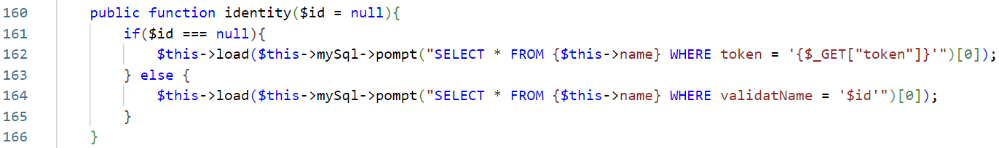 160 public function identity($id = null){
161 if($id === null){
162 $this->load($this->mySql->pompt("SELECT * FROM {$this->name} WHERE token = '{$_GET["token"]}'")[0]);
163 } else {
164 $this->load($this->mySql->pompt("SELECT * FROM {$this->name} WHERE validatName = '$id'")[0]);
165 }
166 }